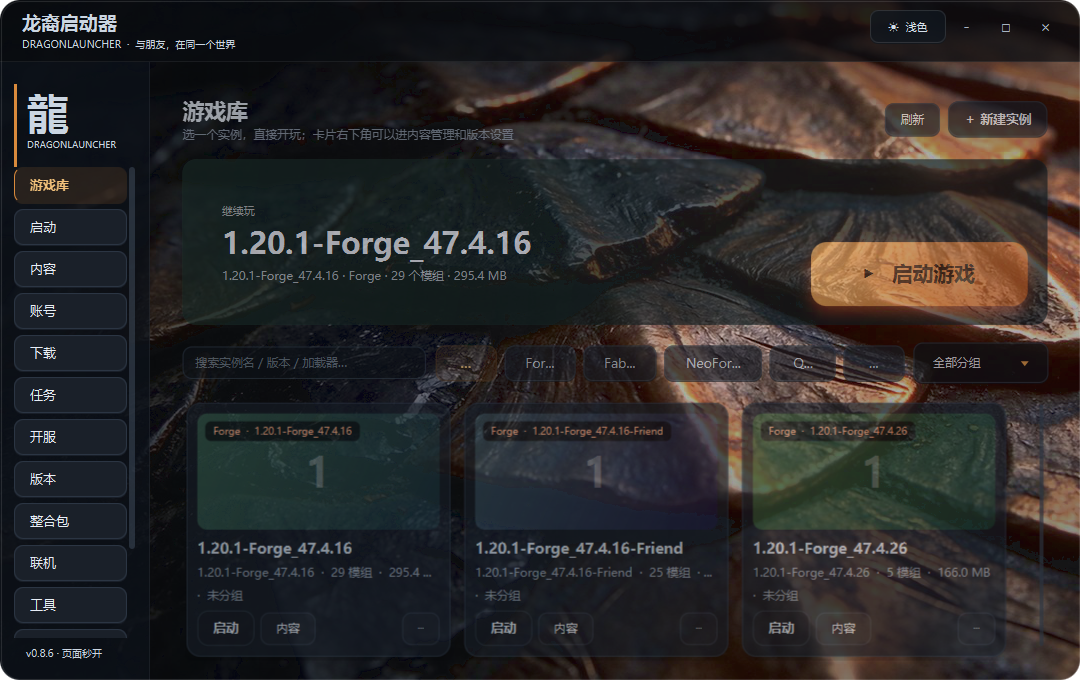 龙裔启动器
DRAGONLAUNCHER · 与朋友，在同一个世界
☀ 浅色
龍
DRAGONLAUNCHER
游戏库
启动
内容
账号
下载
任务
开服
版本
整合包
联机
工具
v0.8.6 · 页面秒开
游戏库
选一个实例，直接开玩；卡片右下角可以进内容管理和版本设置
刷新
+ 新建实例
继续玩
1.20.1-Forge_47.4.16
1.20.1-Forge_47.4.16 · Forge · 29 个模组 · 295.4 MB
▶ 启动游戏
搜索实例名 / 版本 / 加载器...
...
For...
Fab...
NeoFor...
Q...
...
全部分组
Forge · 1.20.1-Forge_47.4.16
1
1.20.1-Forge_47.4.16
1.20.1-Forge_47.4.16 · 29 模组 · 295.4 ...
· 未分组
启动
内容
Forge · 1.20.1-Forge_47.4.16-Friend
1
1.20.1-Forge_47.4.16-Friend
1.20.1-Forge_47.4.16-Friend · 25 模组 · ...
· 未分组
启动
内容
Forge · 1.20.1-Forge_47.4.26
1
1.20.1-Forge_47.4.26
1.20.1-Forge_47.4.26 · 5 模组 · 166.0 MB
· 未分组
启动
内容